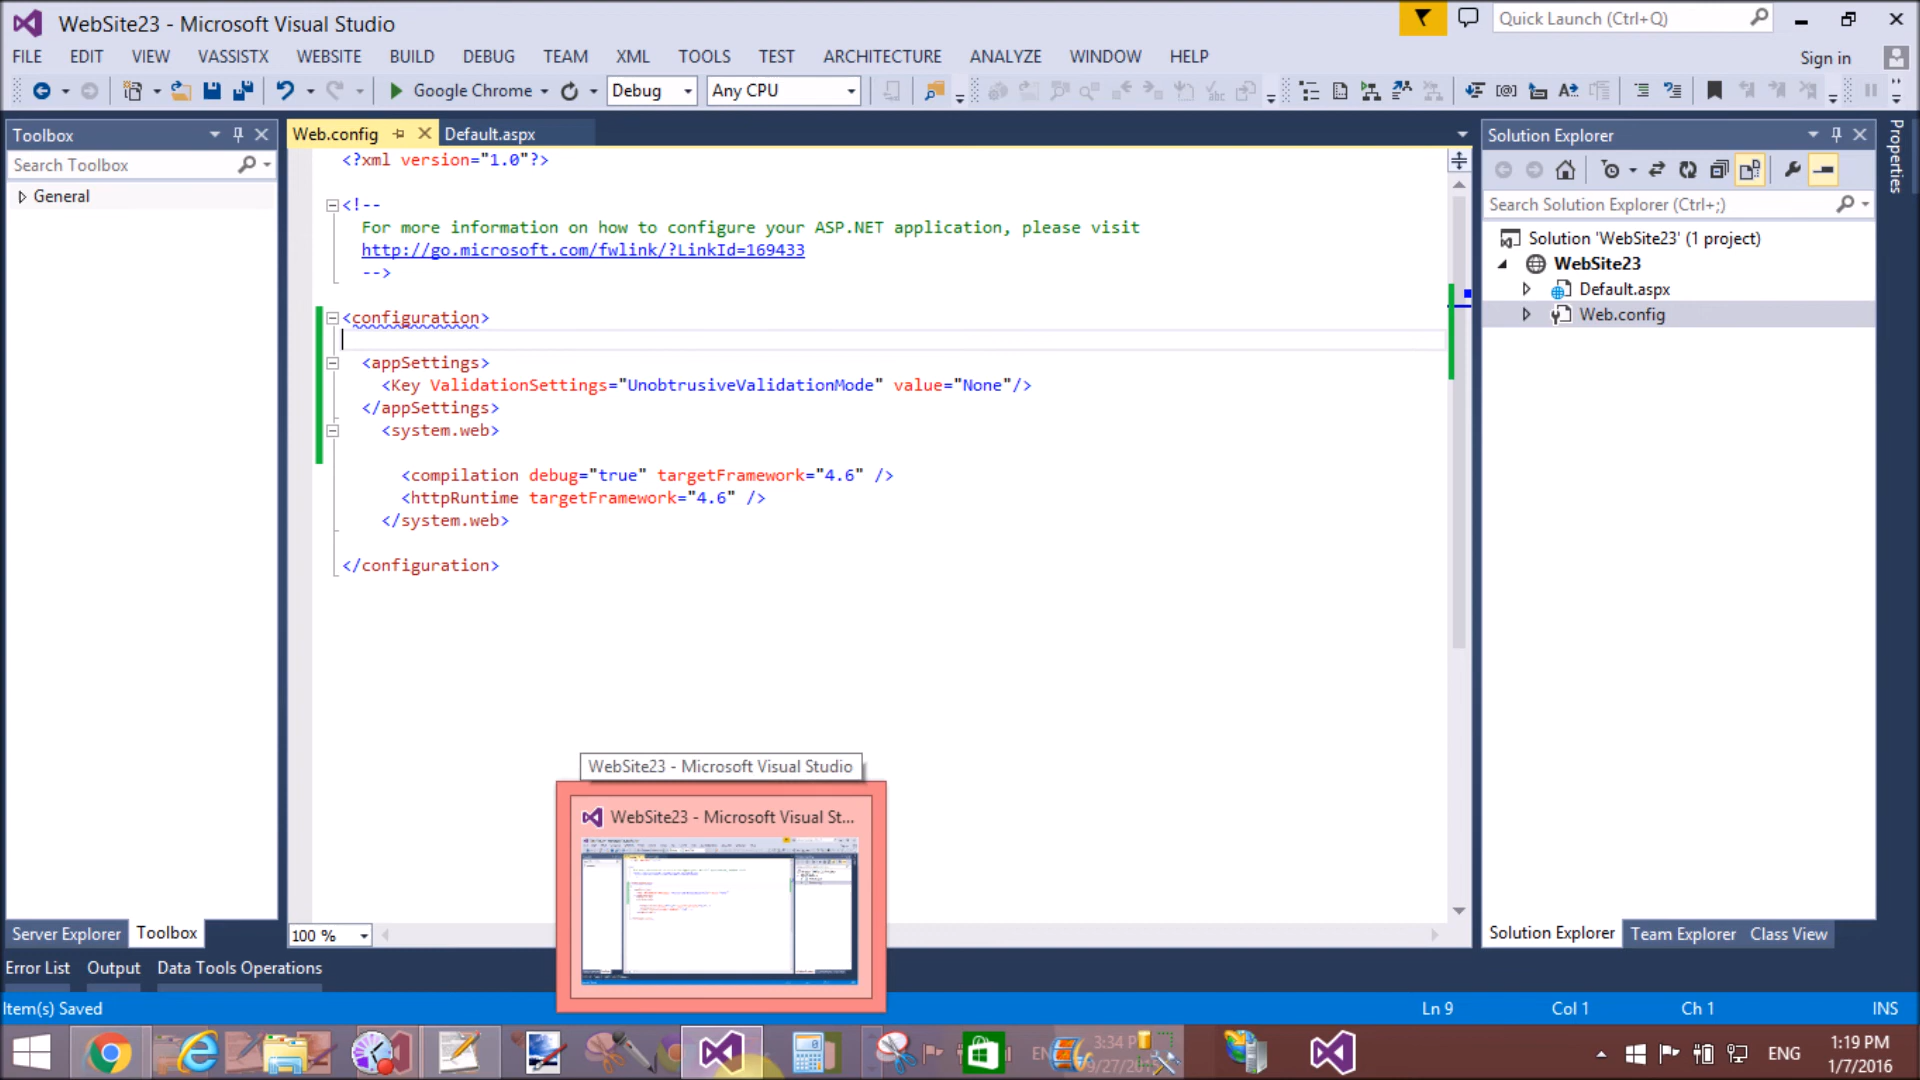 WebSite23 - Microsoft Visual Studio
Quick Launch (Ctrl+Q)
FILE EDIT VIEW VASSISTX WEBSITE BUILD DEBUG TEAM XML TOOLS TEST ARCHITECTURE ANALYZE WINDOW HELP
Sign in
Google Chrome Debug Any CPU
Toolbox
Search Toolbox
General
Web.config Default.aspx
<?xml version="1.0"?>
<!--
For more information on how to configure your ASP.NET application, please visit
http://go.microsoft.com/fwlink/?LinkId=169433
-->
<configuration>
<appSettings>
<Key ValidationSettings="UnobtrusiveValidationMode" value="None"/>
</appSettings>
<system.web>
<compilation debug="true" targetFramework="4.6" />
<httpRuntime targetFramework="4.6" />
</system.web>
</configuration>
Solution Explorer
Search Solution Explorer (Ctrl+;)
Solution 'WebSite23' (1 project)
WebSite23
Default.aspx
Web.config
Properties
WebSite23 - Microsoft Visual Studio
WebSite23 - Microsoft Visual St...
100 %
Server Explorer Toolbox
Solution Explorer Team Explorer Class View
Error List Output Data Tools Operations
Item(s) Saved
Ln 9 Col 1 Ch 1 INS
3:34 PM
9/27/20
ENG
1:19 PM
1/7/2016